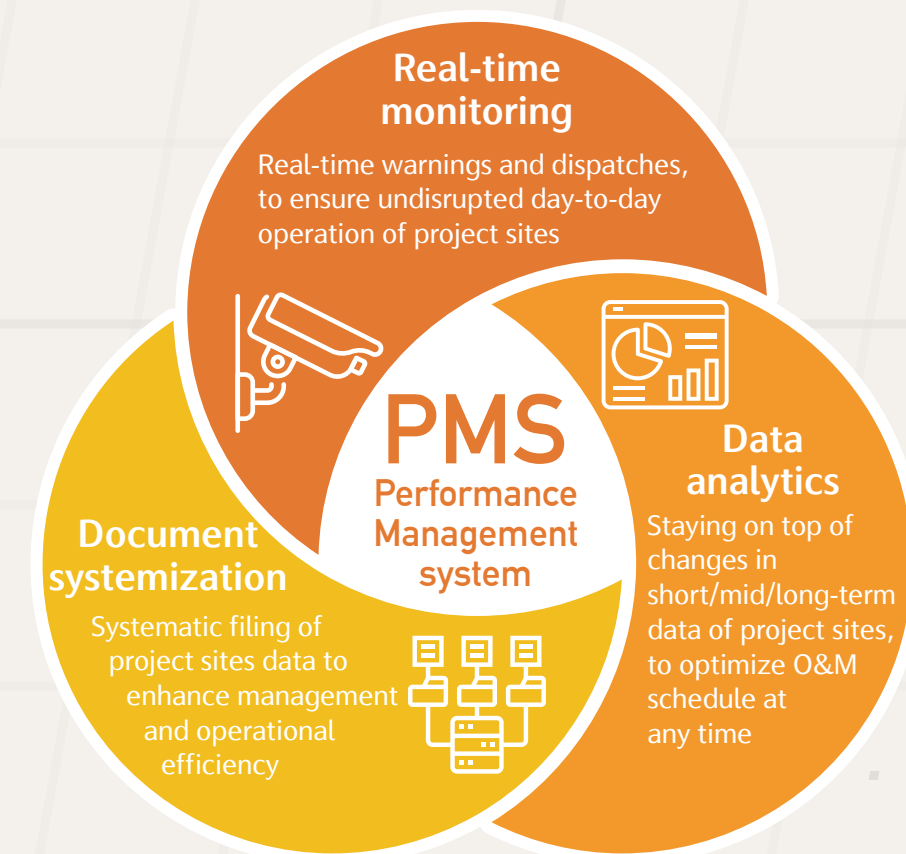 Real-time
monitoring
Real-time warnings and dispatches,
to ensure undisrupted day-to-day
operation of project sites
PMS
Performance
Management
system
Data
analytics
Staying on top of
changes in
short/mid/long-term
data of project sites,
to optimize O&M
schedule at
any time
Document
systemization
Systematic filing of
project sites data to
enhance management
and operational
efficiency